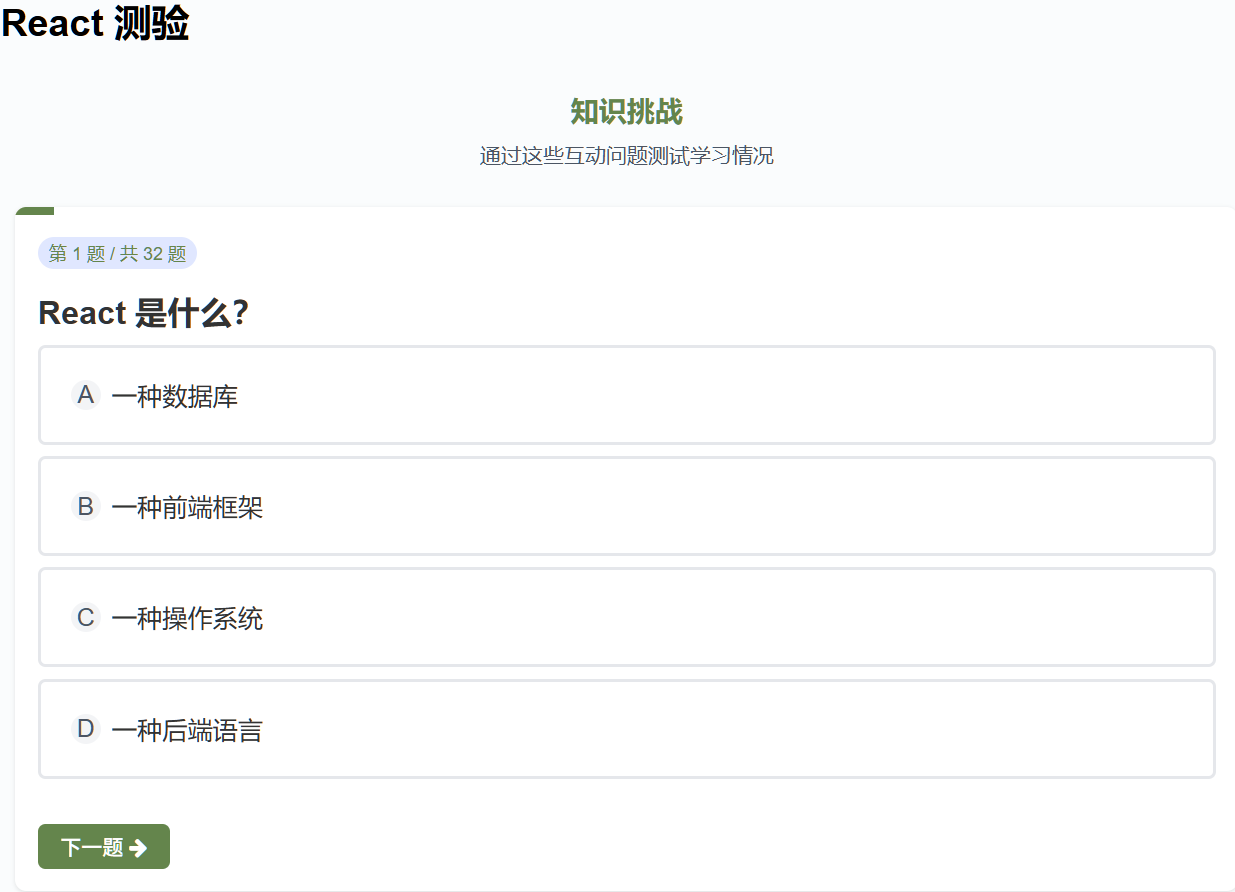 React 测验
知识挑战
通过这些互动问题测试学习情况
第 1 题 / 共 32 题
React 是什么?
A 一种数据库
B 一种前端框架
C 一种操作系统
D 一种后端语言
下一题